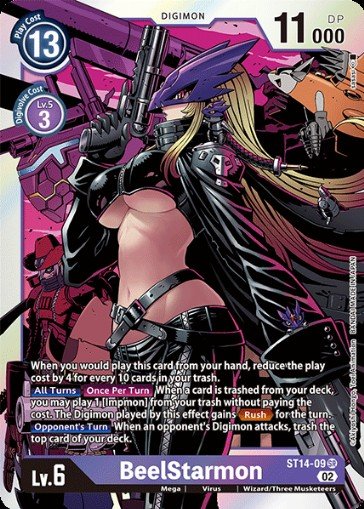 DIGIMON
Play Cost
13
11000
DP
Digivolve Cost
Lv.5
3
When you would play this card from your hand, reduce the play
cost by 4 for every 10 cards in your trash.
All Turns Once Per Turn When a card is trashed from your deck,
you may play 1 [Impmon] from your trash without paying
the cost. The Digimon played by this effect gains Rush for the turn.
Opponent's Turn When an opponent's Digimon attacks, trash the
top card of your deck.
Lv.6
BeelStarmon
ST14-09 SR
02
Mega | Virus | Wizard/Three Musketeers